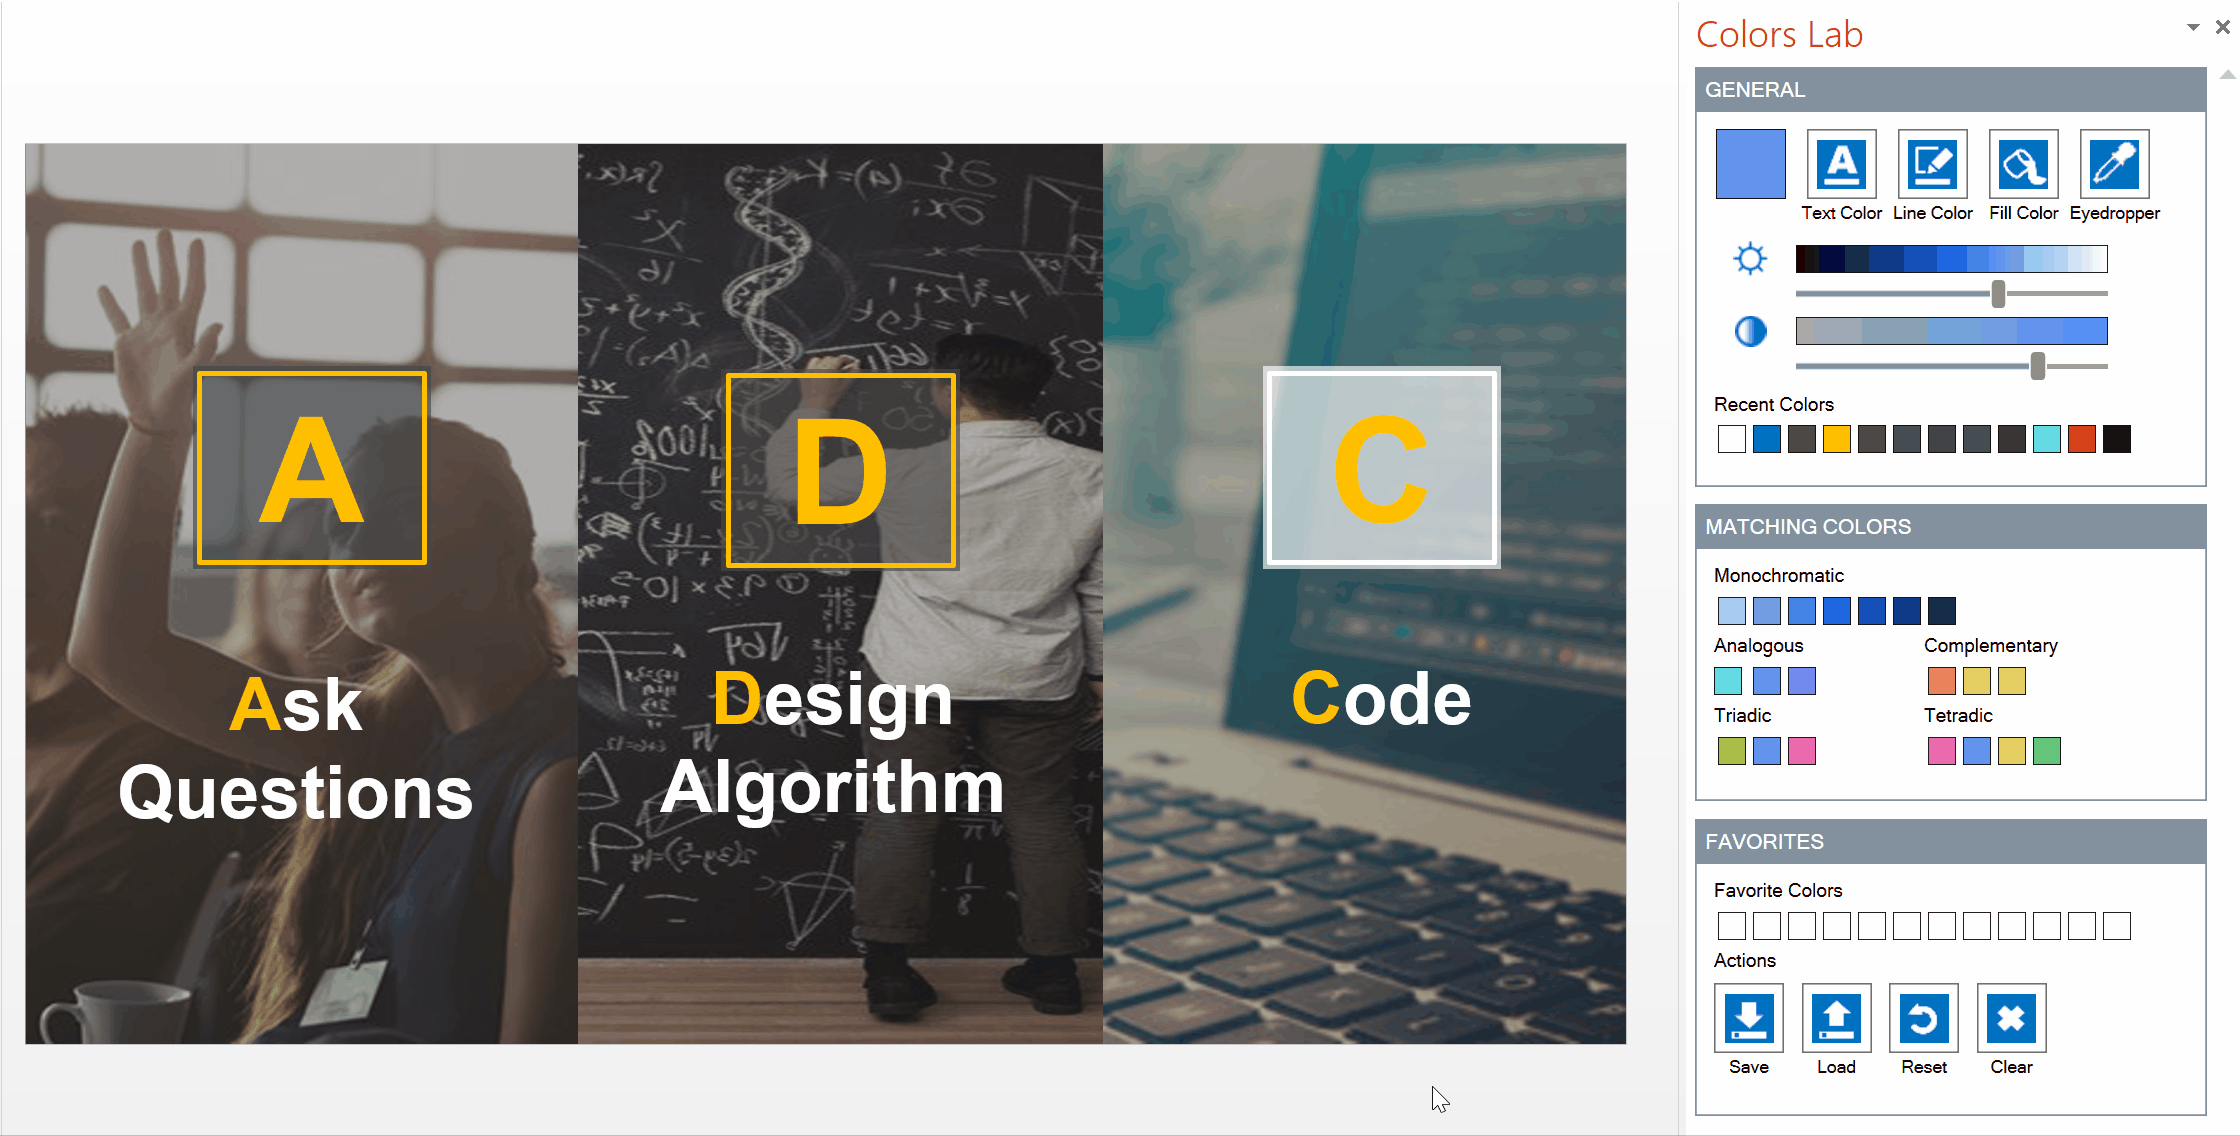 Colors Lab
GENERAL
A
Text Color Line Color Fill Color Eyedropper
Recent Colors
MATCHING COLORS
Monochromatic
Analogous Complementary
Triadic Tetradic
FAVORITES
Favorite Colors
Actions
Save Load Reset Clear
A
Ask
Questions
D
Design
Algorithm
C
Code